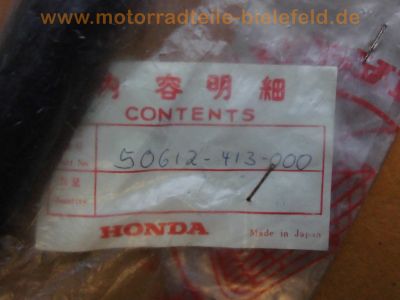 www.motorradteile-bielefeld.de
内容明細
CONTENTS
50612-413-000
HONDA Made in Japan